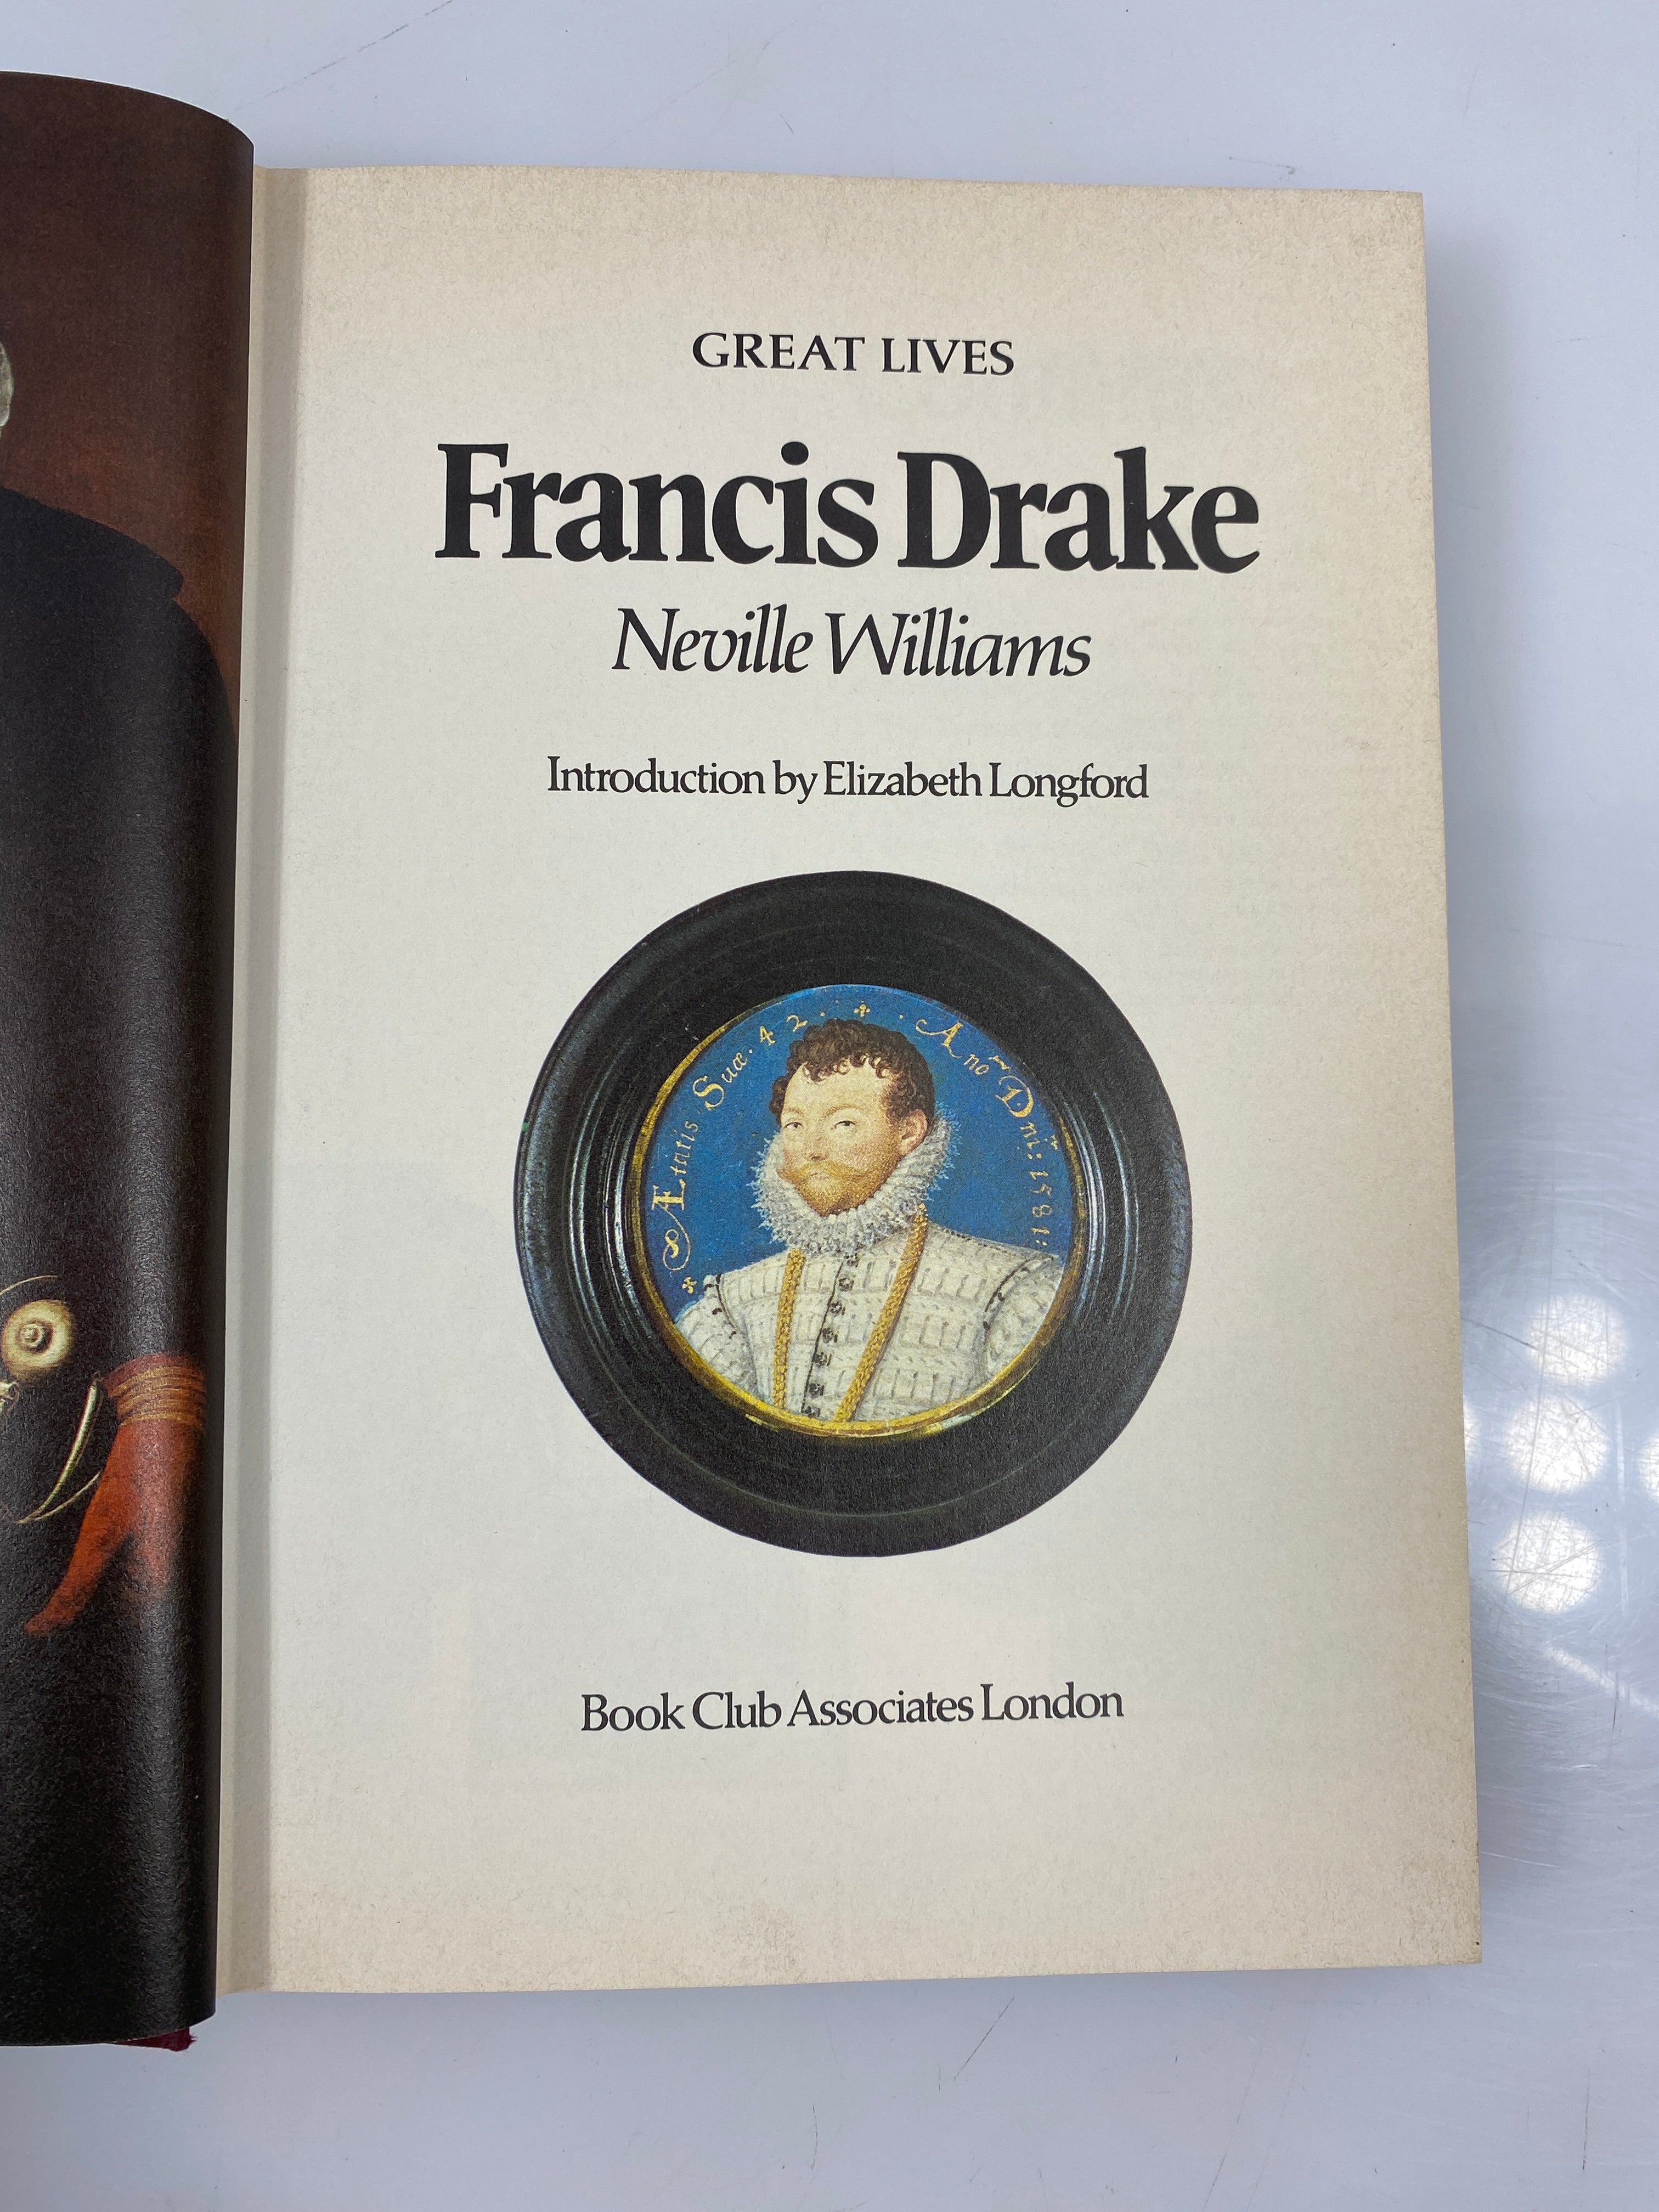 GREAT LIVES
Francis Drake
Neville Williams
Introduction by Elizabeth Longford
Ætatis Suæ. 42. Ano Dni: 1581:
Book Club Associates London